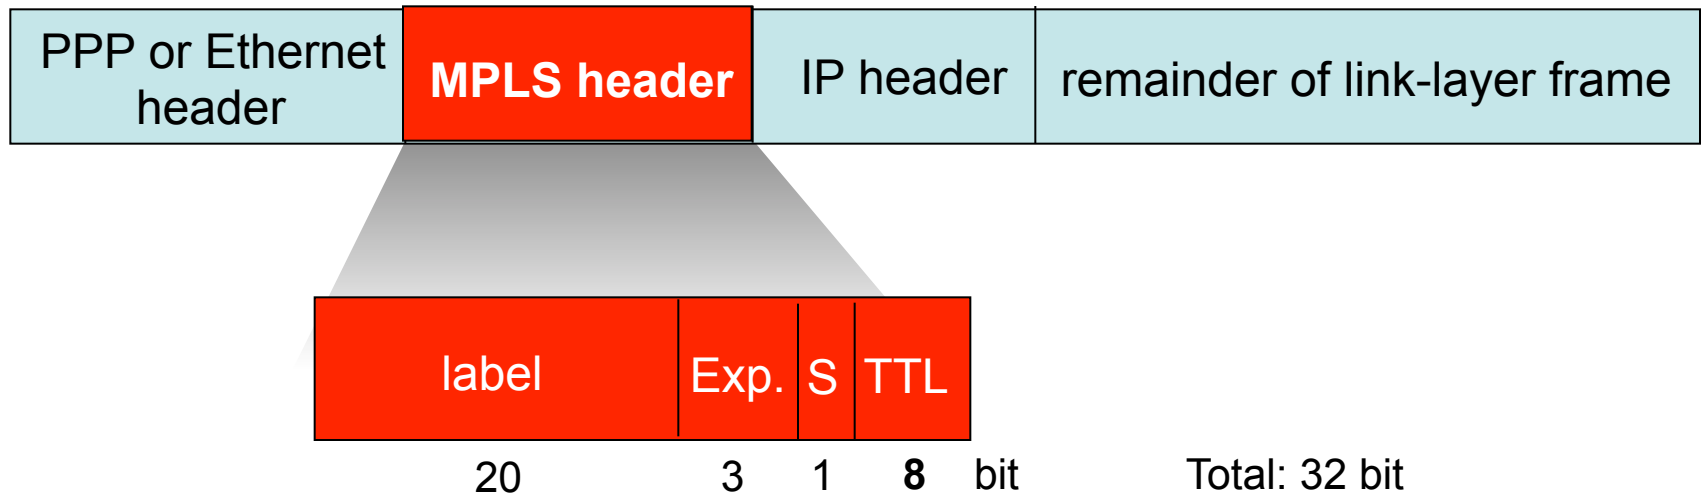 PPP or Ethernet
header
MPLS header
IP header
remainder of link-layer frame
label
Exp.
S
TTL
20
3
1
8
bit
Total: 32 bit